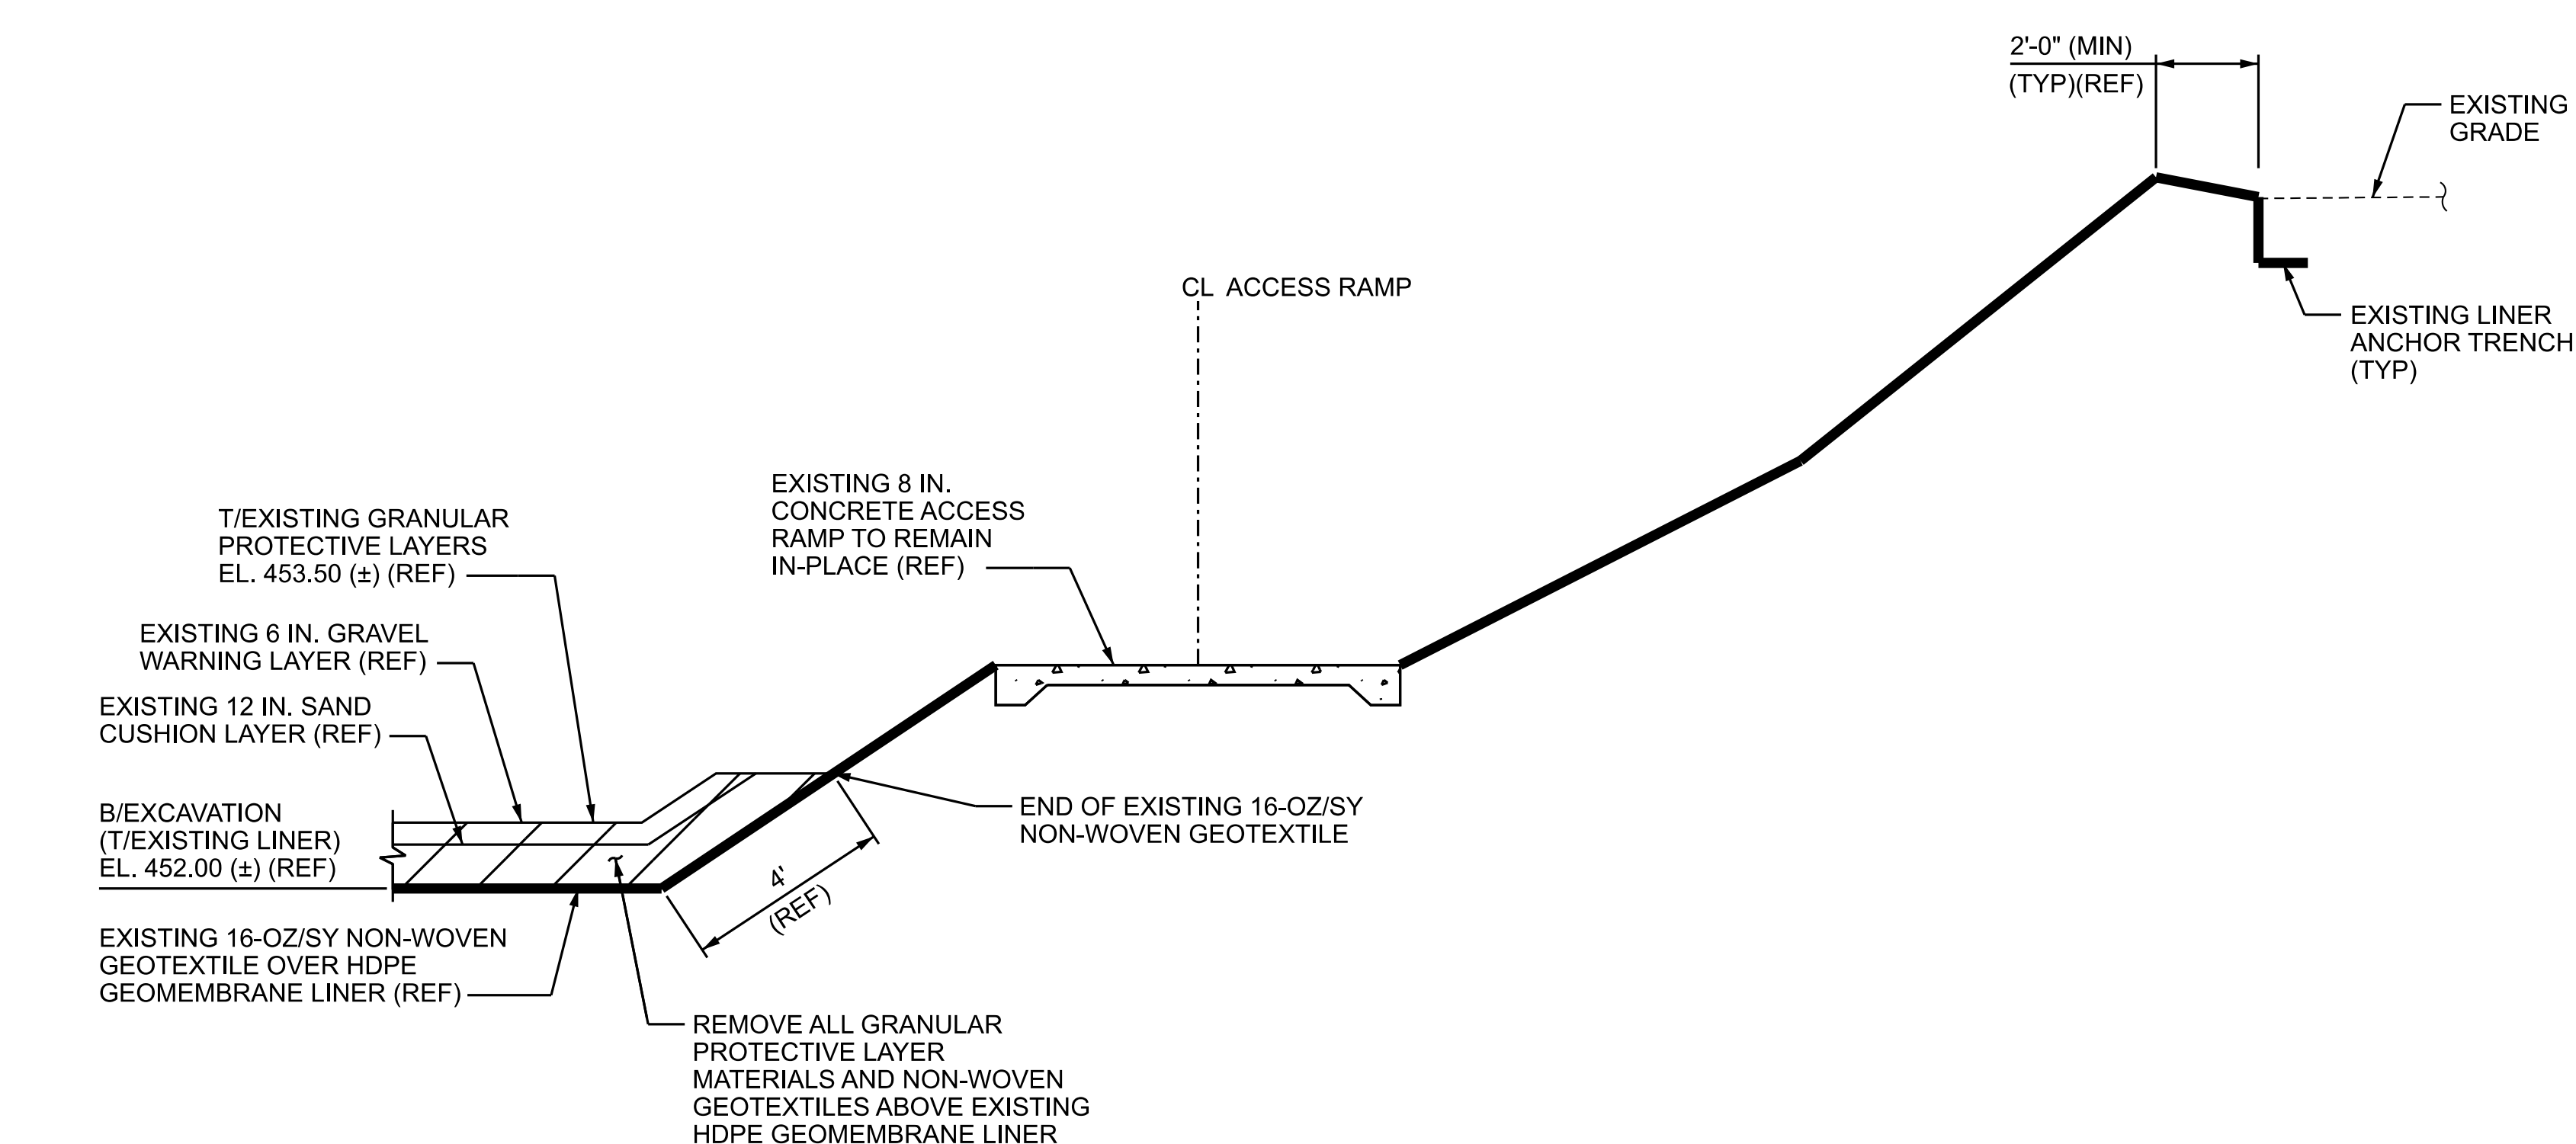 2'-0" (MIN)
(TYP)(REF)
EXISTING
GRADE
CL ACCESS RAMP
EXISTING LINER
ANCHOR TRENCH
(TYP)
EXISTING 8 IN.
CONCRETE ACCESS
RAMP TO REMAIN
IN-PLACE (REF)
T/EXISTING GRANULAR
PROTECTIVE LAYERS
EL. 453.50 (±) (REF)
EXISTING 6 IN. GRAVEL
WARNING LAYER (REF)
EXISTING 12 IN. SAND
CUSHION LAYER (REF)
B/EXCAVATION
(T/EXISTING LINER)
EL. 452.00 (±) (REF)
END OF EXISTING 16-OZ/SY
NON-WOVEN GEOTEXTILE
4'
(REF)
EXISTING 16-OZ/SY NON-WOVEN
GEOTEXTILE OVER HDPE
GEOMEMBRANE LINER (REF)
REMOVE ALL GRANULAR
PROTECTIVE LAYER
MATERIALS AND NON-WOVEN
GEOTEXTILES ABOVE EXISTING
HDPE GEOMEMBRANE LINER